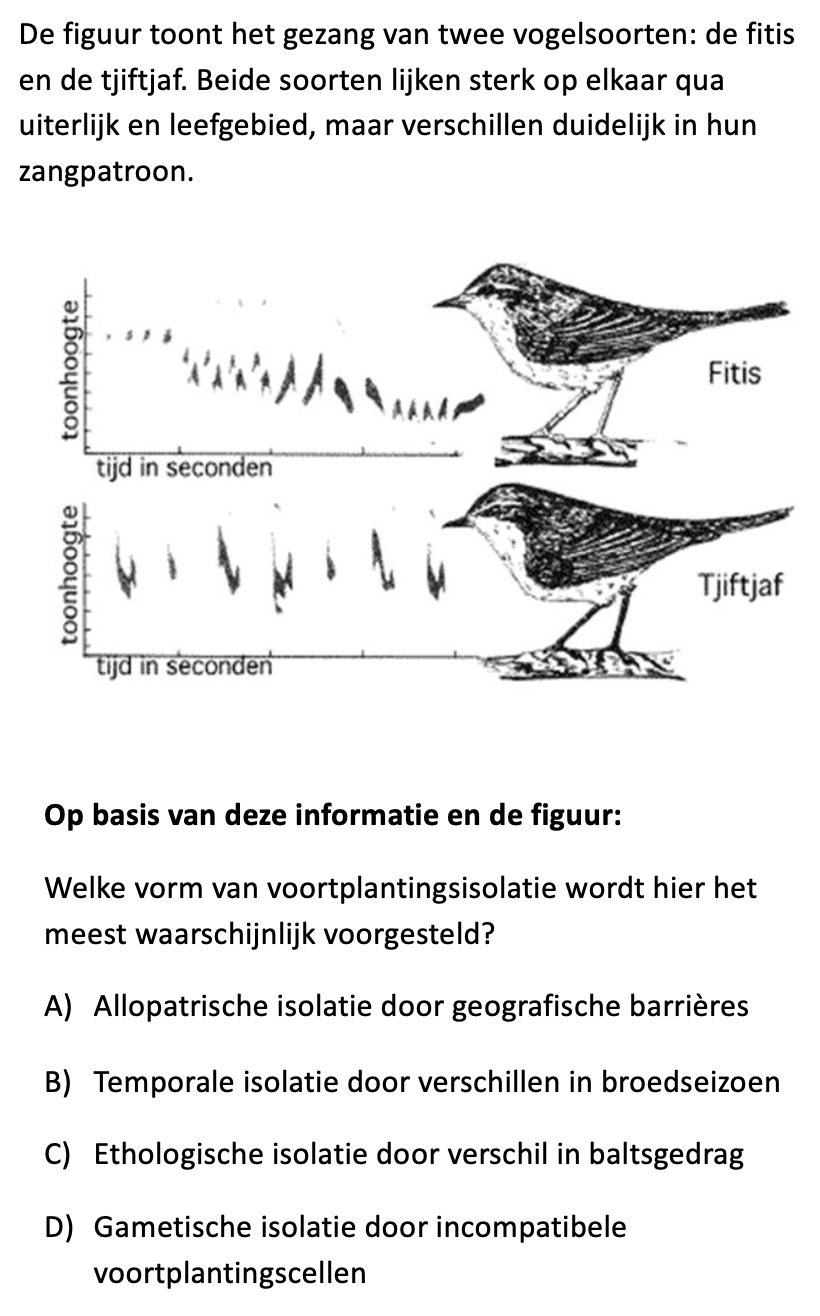 De figuur toont het gezang van twee vogelsoorten: de fitis
en de tjiftjaf. Beide soorten lijken sterk op elkaar qua
uiterlijk en leefgebied, maar verschillen duidelijk in hun
zangpatroon.
toonhoogte
Fitis
tijd in seconden
toonhoogte
Tjiftjaf
tijd in seconden
Op basis van deze informatie en de figuur:
Welke vorm van voortplantingsisolatie wordt hier het
meest waarschijnlijk voorgesteld?
A) Allopatrische isolatie door geografische barrières
B) Temporale isolatie door verschillen in broedseizoen
C) Ethologische isolatie door verschil in baltsgedrag
D) Gametische isolatie door incompatibele
voortplantingscellen